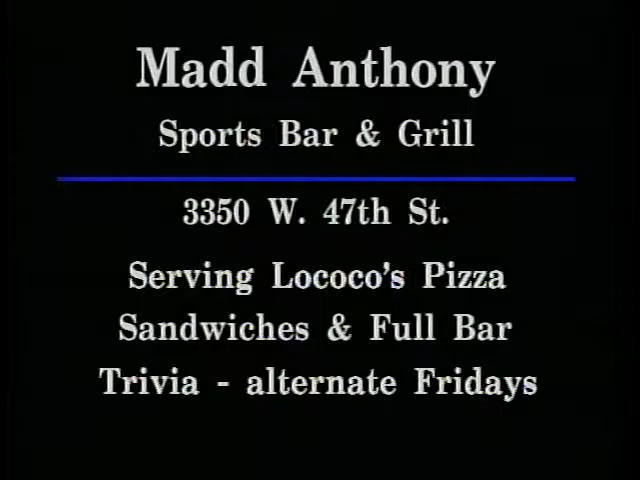 Madd Anthony
Sports Bar & Grill
3350 W. 47th St.
Serving Lococo's Pizza
Sandwiches & Full Bar
Trivia - alternate Fridays